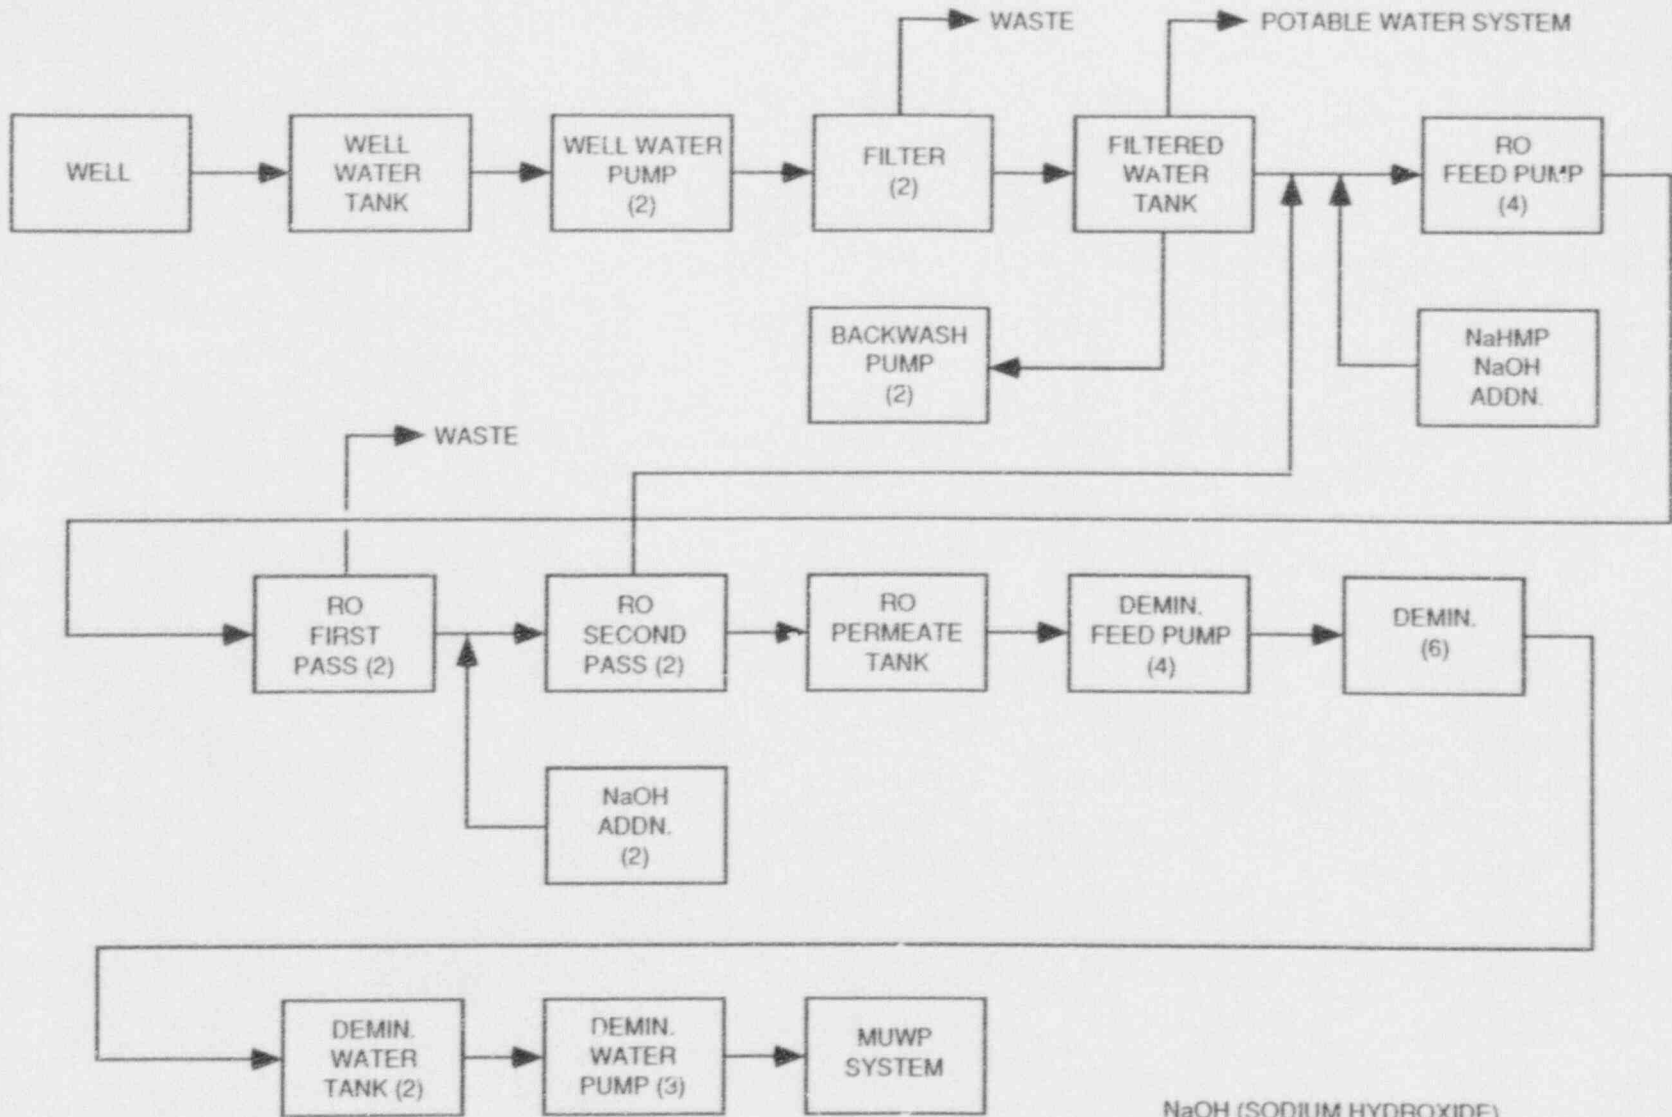 WASTE
POTABLE WATER SYSTEM
WELL
WELL
WATER
TANK
WELL WATER
PUMP
(2)
FILTER
(2)
FILTERED
WATER
TANK
RO
FEED PUMP
(4)
BACKWASH
PUMP
(2)
NaHMP
NaOH
ADDN.
WASTE
RO
FIRST
PASS (2)
RO
SECOND
PASS (2)
RO
PERMEATE
TANK
DEMIN.
FEED PUMP
(4)
DEMIN.
(6)
NaOH
ADDN.
(2)
DEMIN.
WATER
TANK (2)
DEMIN.
WATER
PUMP (3)
MUWP
SYSTEM
NaOH (SODIUM HYDROXIDE)